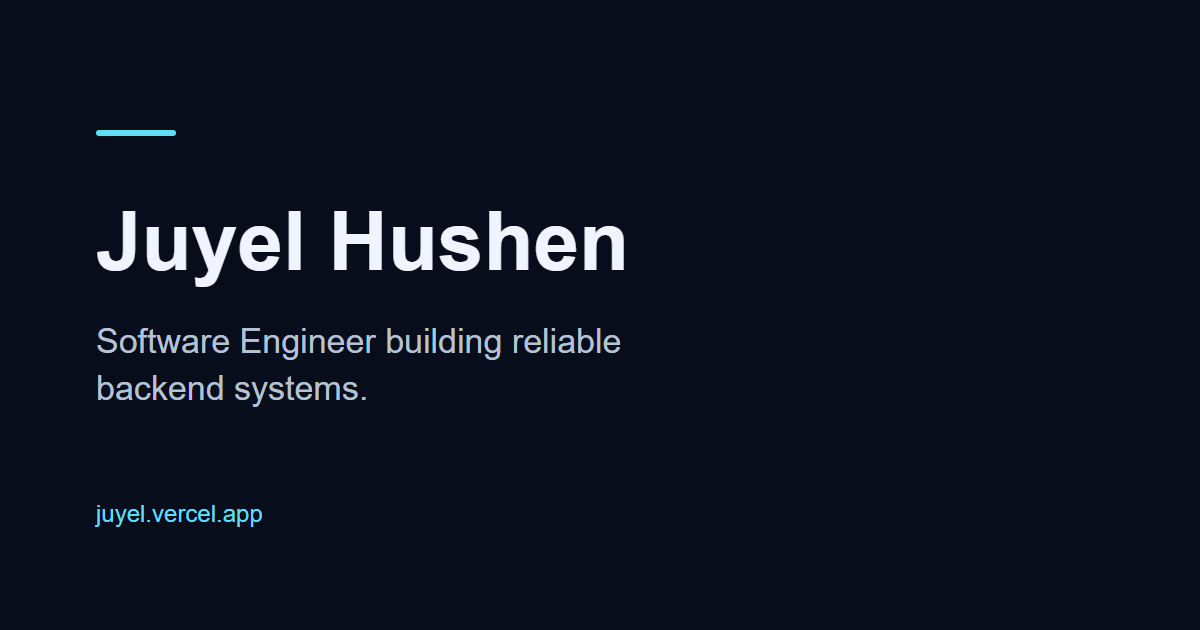 Juyel Hushen
Software Engineer building reliable
backend systems.
juyel.vercel.app